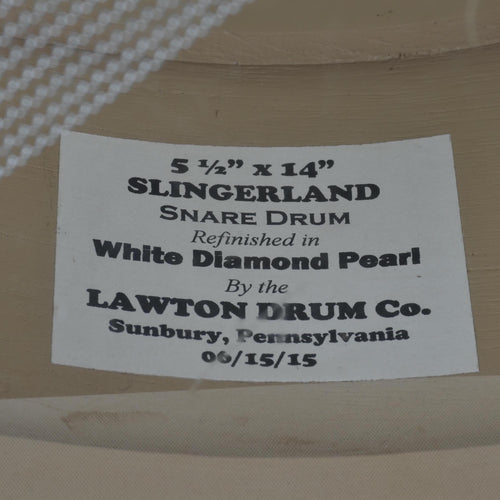 5 ½” x 14”
SLINGERLAND
SNARE DRUM
Refinished in
White Diamond Pearl
By the
LAWTON DRUM Co.
Sunbury, Pennsylvania
06/15/15